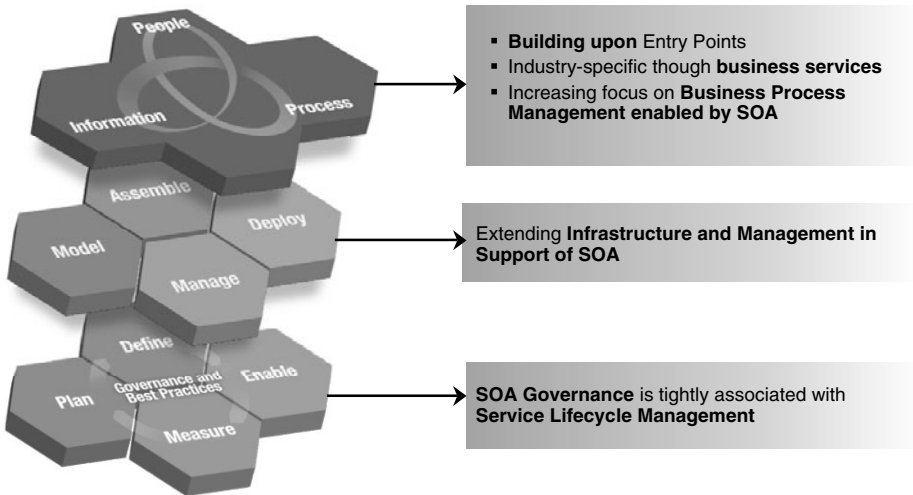 People
Information
Process
▪ Building upon Entry Points
▪ Industry-specific though business services
▪ Increasing focus on Business Process
Management enabled by SOA
Assemble
Deploy
Model
Manage
Extending Infrastructure and Management in
Support of SOA
Define
Enable
Plan
Governance and
Best Practices
Measure
SOA Governance is tightly associated with
Service Lifecycle Management